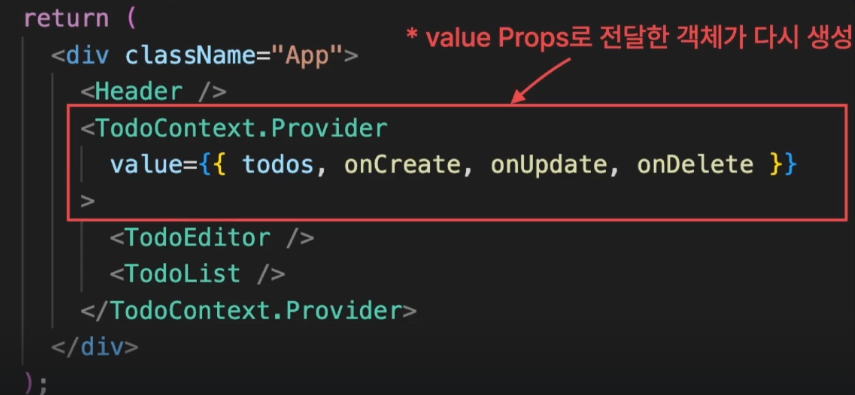 return (
* value Props로 전달한 객체가 다시 생성
<div className="App">
<Header />
<TodoContext.Provider
value={{ todos, onCreate, onUpdate, onDelete }}
>
<TodoEditor />
<TodoList />
</TodoContext.Provider>
</div>
);